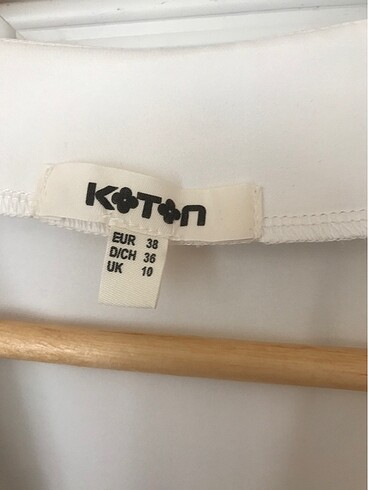 KOTON
EUR 38
D/CH 36
UK 10